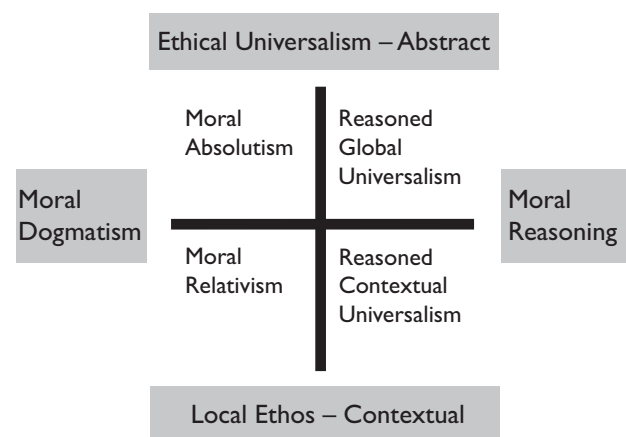 Ethical Universalism – Abstract
Moral
Absolutism
Reasoned
Global
Universalism
Moral
Dogmatism
Moral
Reasoning
Moral
Relativism
Reasoned
Contextual
Universalism
Local Ethos – Contextual